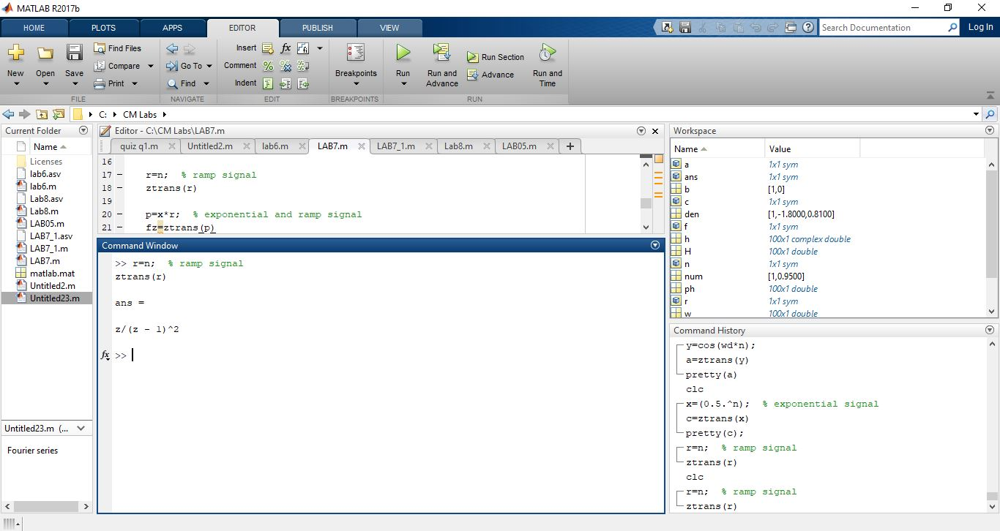 MATLAB R2017b
HOME PLOTS APPS EDITOR PUBLISH VIEW Search Documentation Log In
New Open Save Find Files Compare Print
FILE
Go To Find
NAVIGATE
Insert fx
Comment % %
Indent
EDIT
Breakpoints
BREAKPOINTS
Run Run and Advance Run Section Advance Run and Time
RUN
C: CM Labs
Current Folder
Name
Licenses
lab6.asv
lab6.m
Lab8.asv
Lab8.m
LAB05.m
LAB7_1.asv
LAB7_1.m
LAB7.m
matlab.mat
Untitled2.m
Untitled23.m
Untitled23.m (...
Fourier series
Editor - C:\CM Labs\LAB7.m
quiz q1.m Untitled2.m lab6.m LAB7.m LAB7_1.m Lab8.m LAB05.m +
16
17 – r=n; % ramp signal
18 – ztrans(r)
19
20 – p=x*r; % exponential and ramp signal
21 – fz=ztrans(p)
Command Window
>> r=n; % ramp signal
ztrans(r)
ans =
z/(z - 1)^2
fx >>
Workspace
Name Value
a 1x1 sym
ans 1x1 sym
b [1,0]
c 1x1 sym
den [1,-1.8000,0.8100]
f 1x1 sym
h 100x1 complex double
H 100x1 double
n 1x1 sym
num [1,0.9500]
ph 100x1 double
r 1x1 sym
w 100x1 double
Command History
y=cos(wd*n);
a=ztrans(y)
pretty(a)
clc
x=(0.5.^n); % exponential signal
c=ztrans(x)
pretty(c);
r=n; % ramp signal
ztrans(r)
clc
r=n; % ramp signal
ztrans(r)